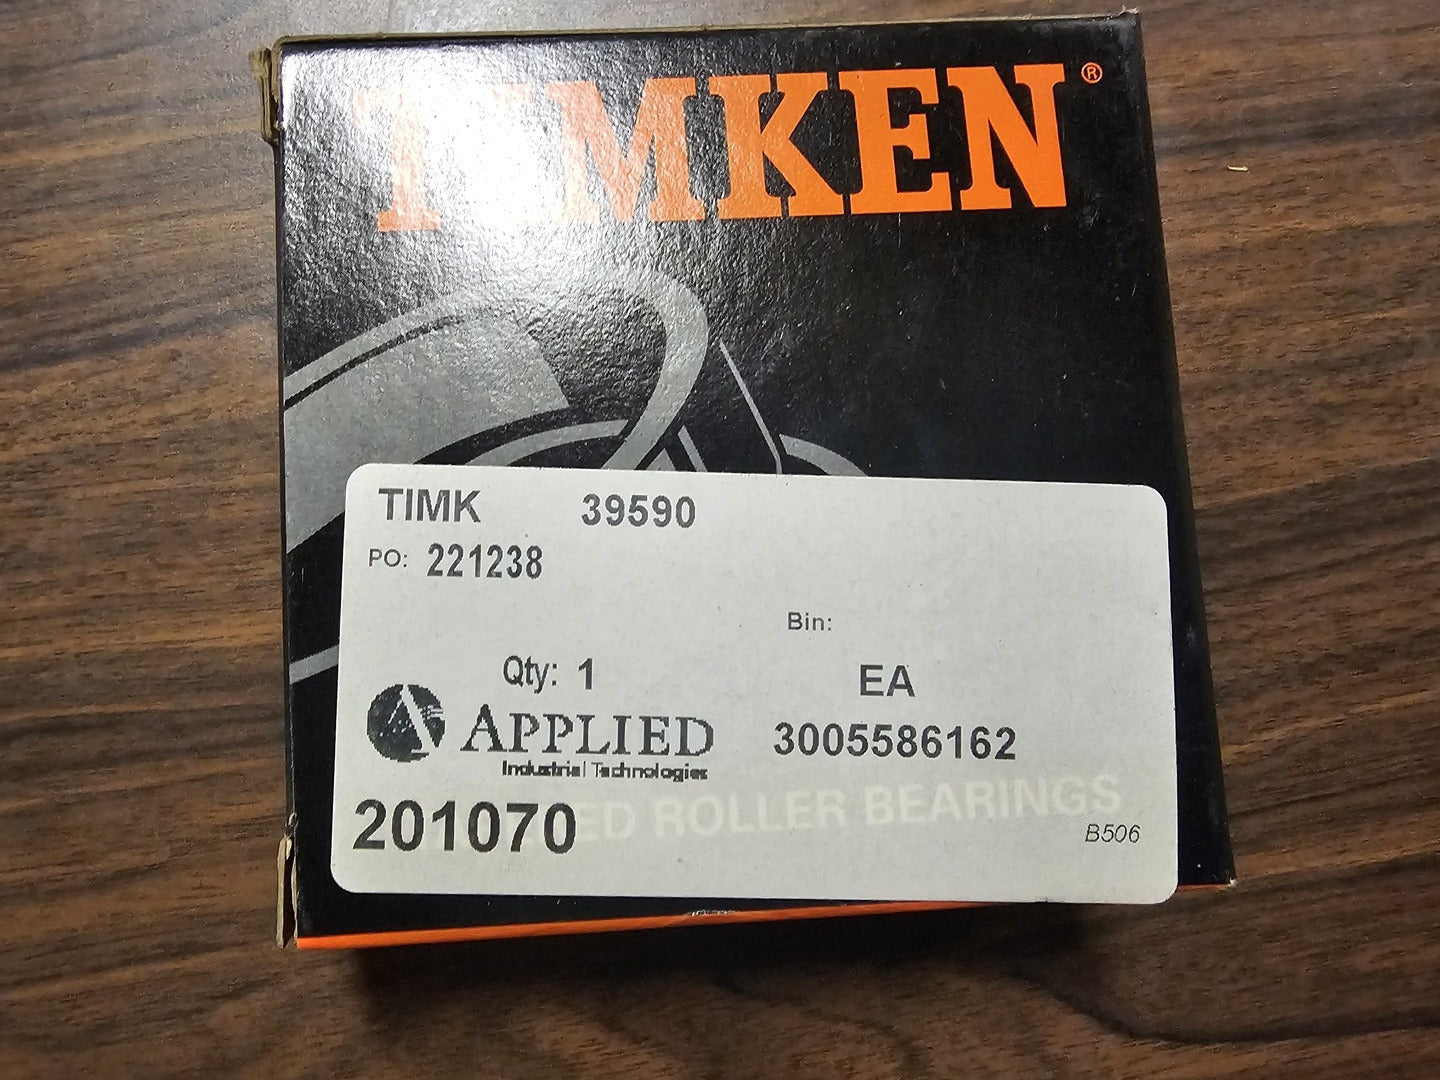 TIMKEN®
TIMK 39590
PO: 221238
Bin:
Qty: 1 EA
APPLIED 3005586162
Industrial Technologies
ED ROLLER BEARINGS
201070
B506